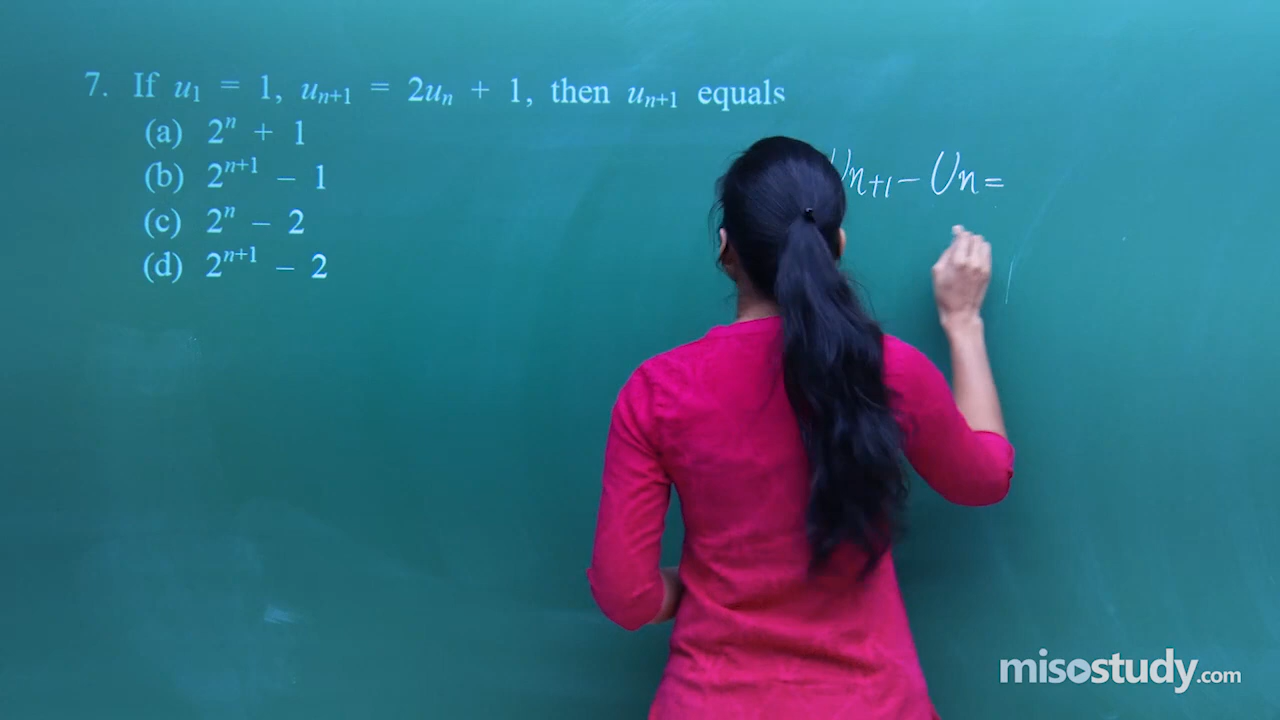 7. If u₁ = 1, uₙ₊₁ = 2uₙ + 1, then uₙ₊₁ equals
(a) 2ⁿ + 1
(b) 2ⁿ⁺¹ – 1
(c) 2ⁿ – 2
(d) 2ⁿ⁺¹ – 2
Uₙ₊₁ – Uₙ =
misostudy.com